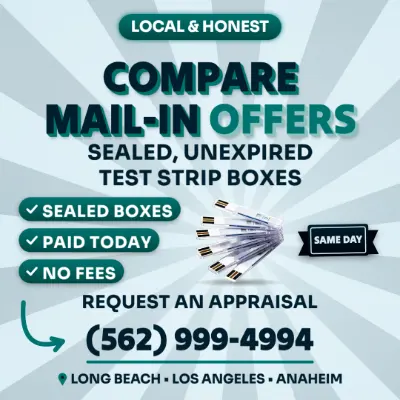 LOCAL & HONEST
COMPARE
MAIL-IN OFFERS
SEALED, UNEXPIRED
TEST STRIP BOXES
✓ SEALED BOXES
✓ PAID TODAY
✓ NO FEES
SAME DAY
REQUEST AN APPRAISAL
(562) 999-4994
LONG BEACH • LOS ANGELES • ANAHEIM